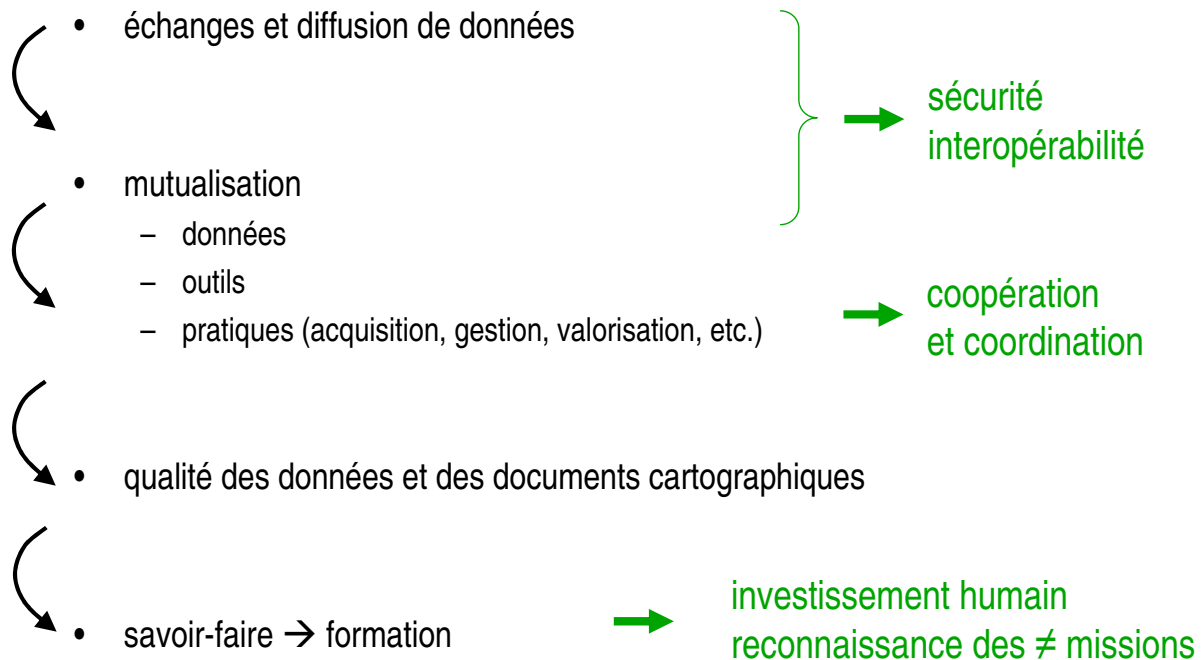 • échanges et diffusion de données
sécurité
interopérabilité
• mutualisation
– données
– outils
– pratiques (acquisition, gestion, valorisation, etc.)
coopération
et coordination
• qualité des données et des documents cartographiques
• savoir-faire → formation
investissement humain
reconnaissance des ≠ missions